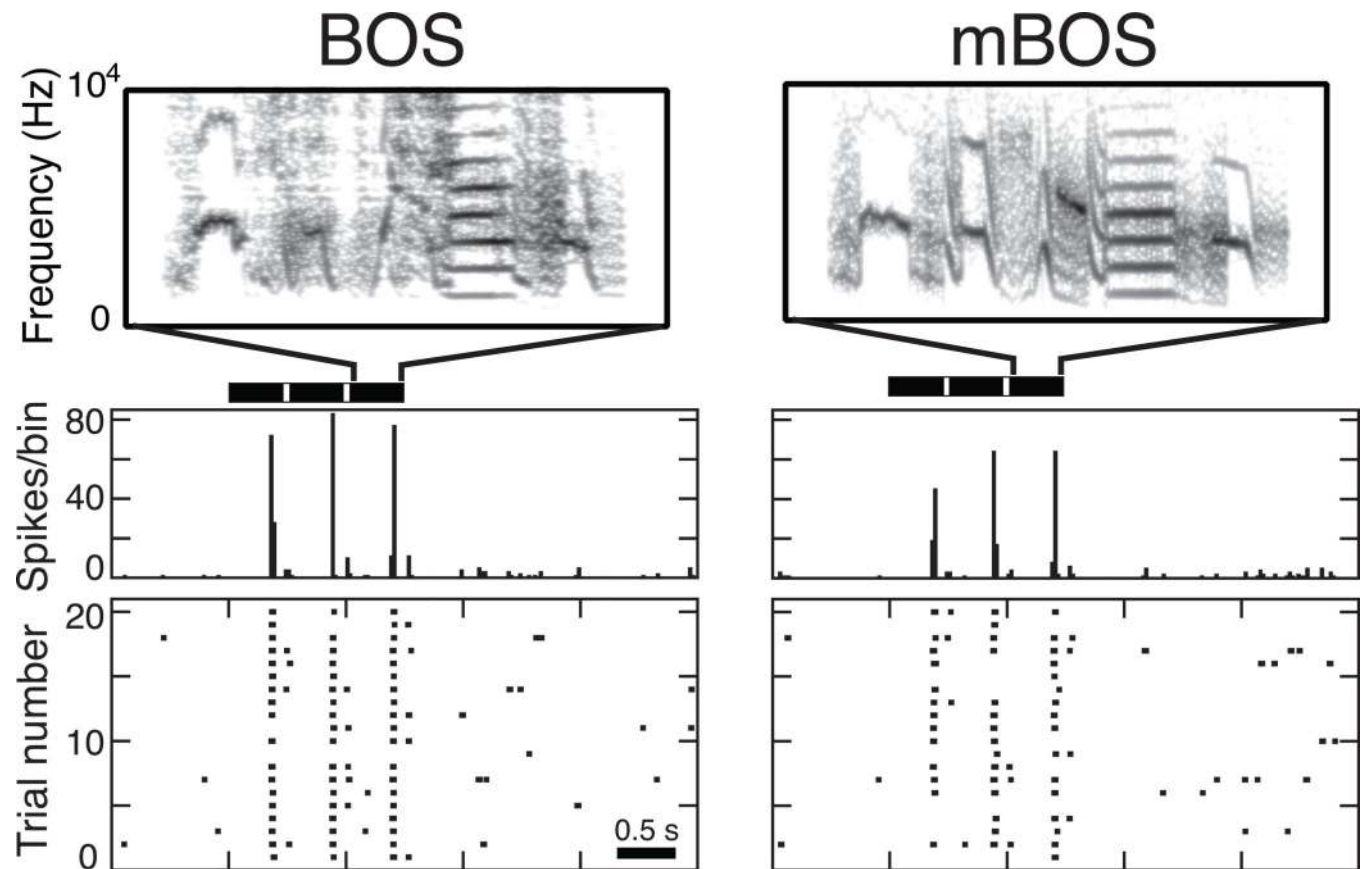 BOS
mBOS
10⁴
Frequency (Hz)
0
80
Spikes/bin
40
0
20
Trial number
10
0.5 s
0